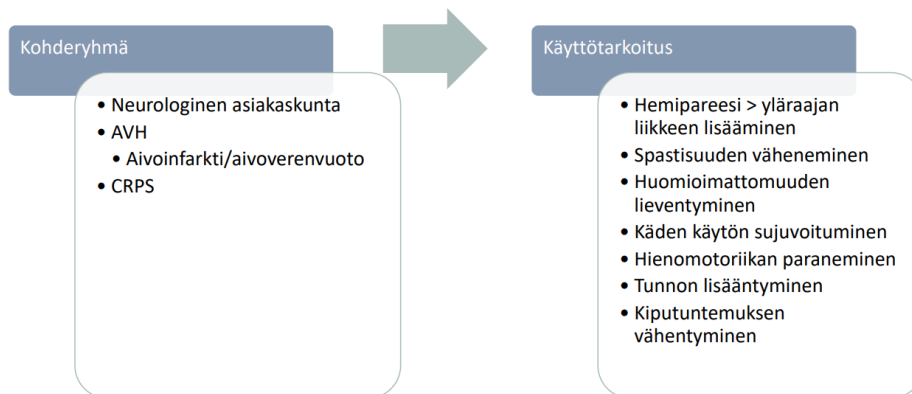 Kohderyhmä
• Neurologinen asiakaskunta
• AVH
• Aivoinfarkti/aivoverenvuoto
• CRPS
Käyttötarkoitus
• Hemipareesi > yläraajan
liikkeen lisääminen
• Spastisuuden väheneminen
• Huomioimattomuuden
lieventyminen
• Käden käytön sujuvoituminen
• Hienomotoriikan paraneminen
• Tunnon lisääntyminen
• Kiputuntemuksen
vähentyminen